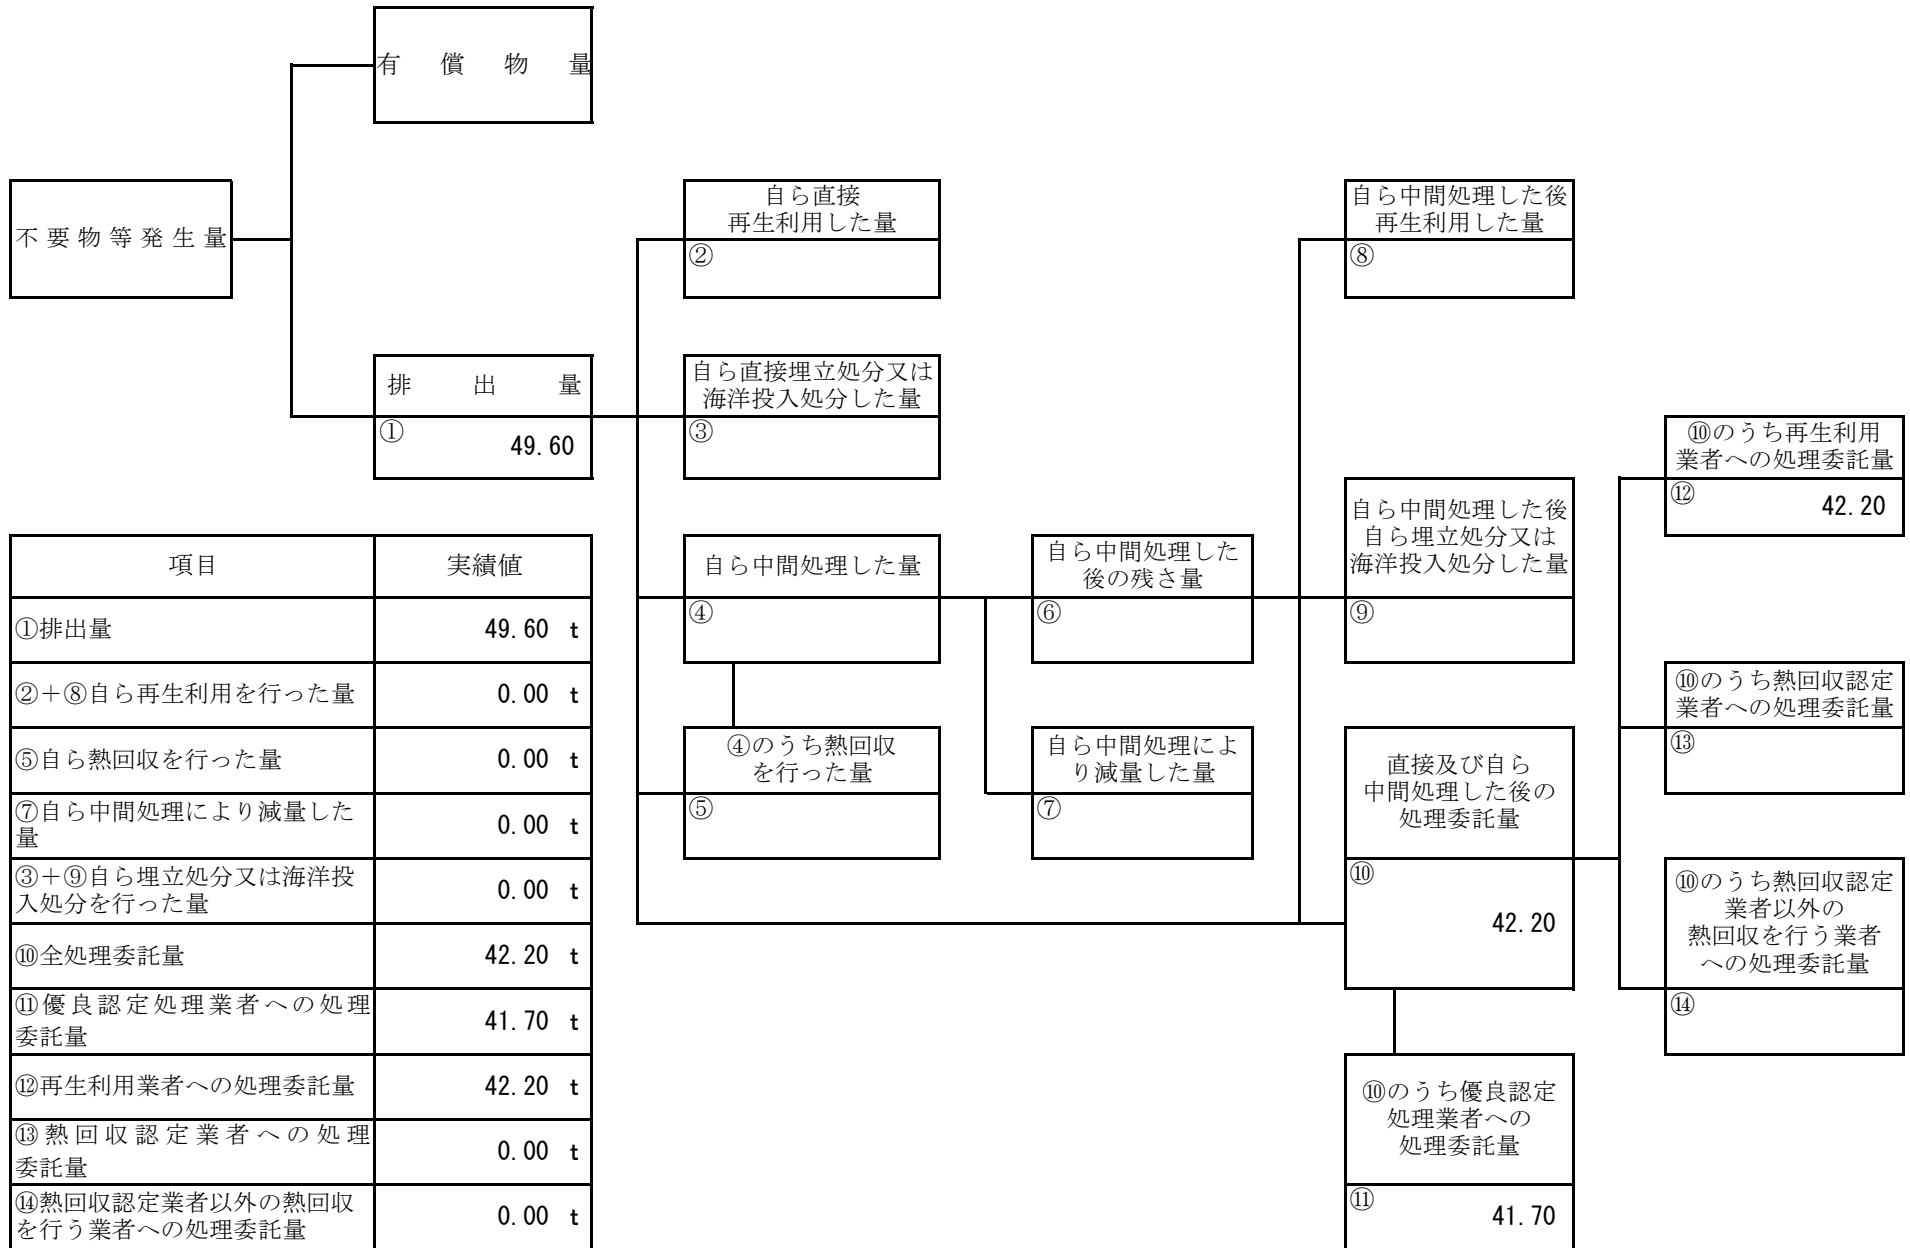 有償物量
不要物等発生量
排出量
①
49.60
自ら直接
再生利用した量
②
自ら直接埋立処分又は
海洋投入処分した量
③
自ら中間処理した量
④
④のうち熱回収
を行った量
⑤
自ら中間処理した
後の残さ量
⑥
自ら中間処理によ
り減量した量
⑦
自ら中間処理した後
再生利用した量
⑧
自ら中間処理した後
自ら埋立処分又は
海洋投入処分した量
⑨
直接及び自ら
中間処理した後の
処理委託量
⑩
42.20
⑩のうち優良認定
処理業者への
処理委託量
⑪
41.70
⑩のうち再生利用
業者への処理委託量
⑫
42.20
⑩のうち熱回収認定
業者への処理委託量
⑬
⑩のうち熱回収認定
業者以外の
熱回収を行う業者
への処理委託量
⑭
項目 実績値
①排出量 49.60 t
②＋⑧自ら再生利用を行った量 0.00 t
⑤自ら熱回収を行った量 0.00 t
⑦自ら中間処理により減量した
量 0.00 t
③＋⑨自ら埋立処分又は海洋投
入処分を行った量 0.00 t
⑩全処理委託量 42.20 t
⑪優良認定処理業者への処理
委託量 41.70 t
⑫再生利用業者への処理委託量 42.20 t
⑬熱回収認定業者への処理
委託量 0.00 t
⑭熱回収認定業者以外の熱回収
を行う業者への処理委託量 0.00 t